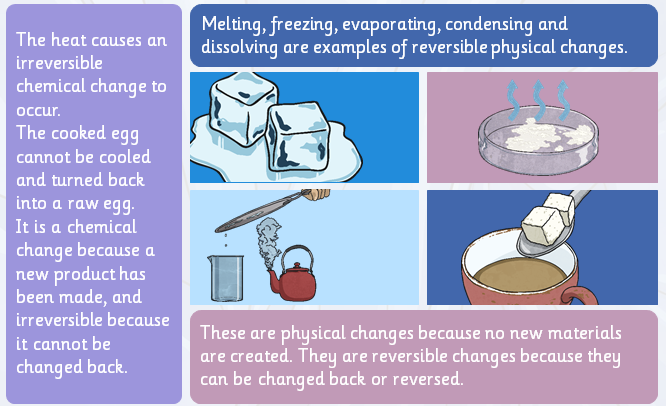 The heat causes an
irreversible
chemical change to
occur.
The cooked egg
cannot be cooled
and turned back
into a raw egg.
It is a chemical
change because a
new product has
been made, and
irreversible because
it cannot be
changed back.
Melting, freezing, evaporating, condensing and
dissolving are examples of reversible physical changes.
These are physical changes because no new materials
are created. They are reversible changes because they
can be changed back or reversed.